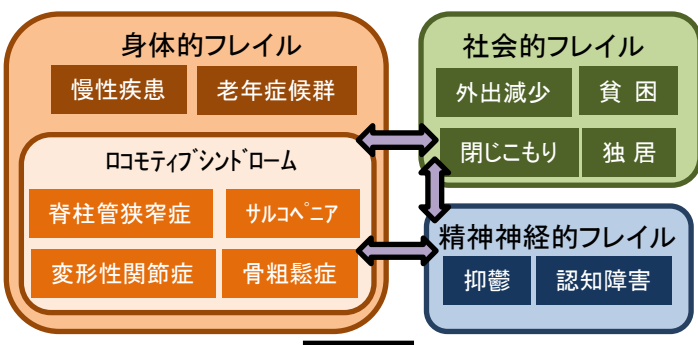 身体的フレイル
慢性疾患 老年症候群
ロコモティブシンドローム
脊柱管狭窄症 サルコペニア
変形性関節症 骨粗鬆症
社会的フレイル
外出減少 貧困
閉じこもり 独居
精神神経的フレイル
抑鬱 認知障害